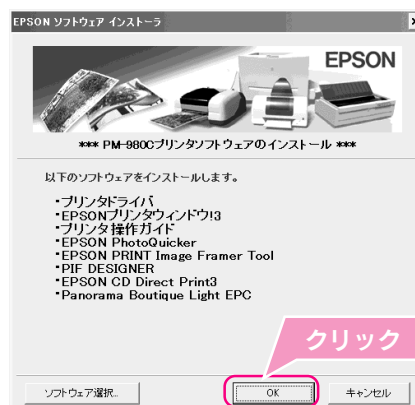 EPSON ソフトウェア インストーラ
EPSON
*** PM-980Cプリンタソフトウェアのインストール ***
以下のソフトウェアをインストールします。
・プリンタドライバ
・EPSONプリンタウィンドウ!3
・プリンタ操作ガイド
・EPSON PhotoQuicker
・EPSON PRINT Image Framer Tool
・PIF DESIGNER
・EPSON CD Direct Print3
・Panorama Boutique Light EPC
クリック
ソフトウェア選択...
OK
キャンセル